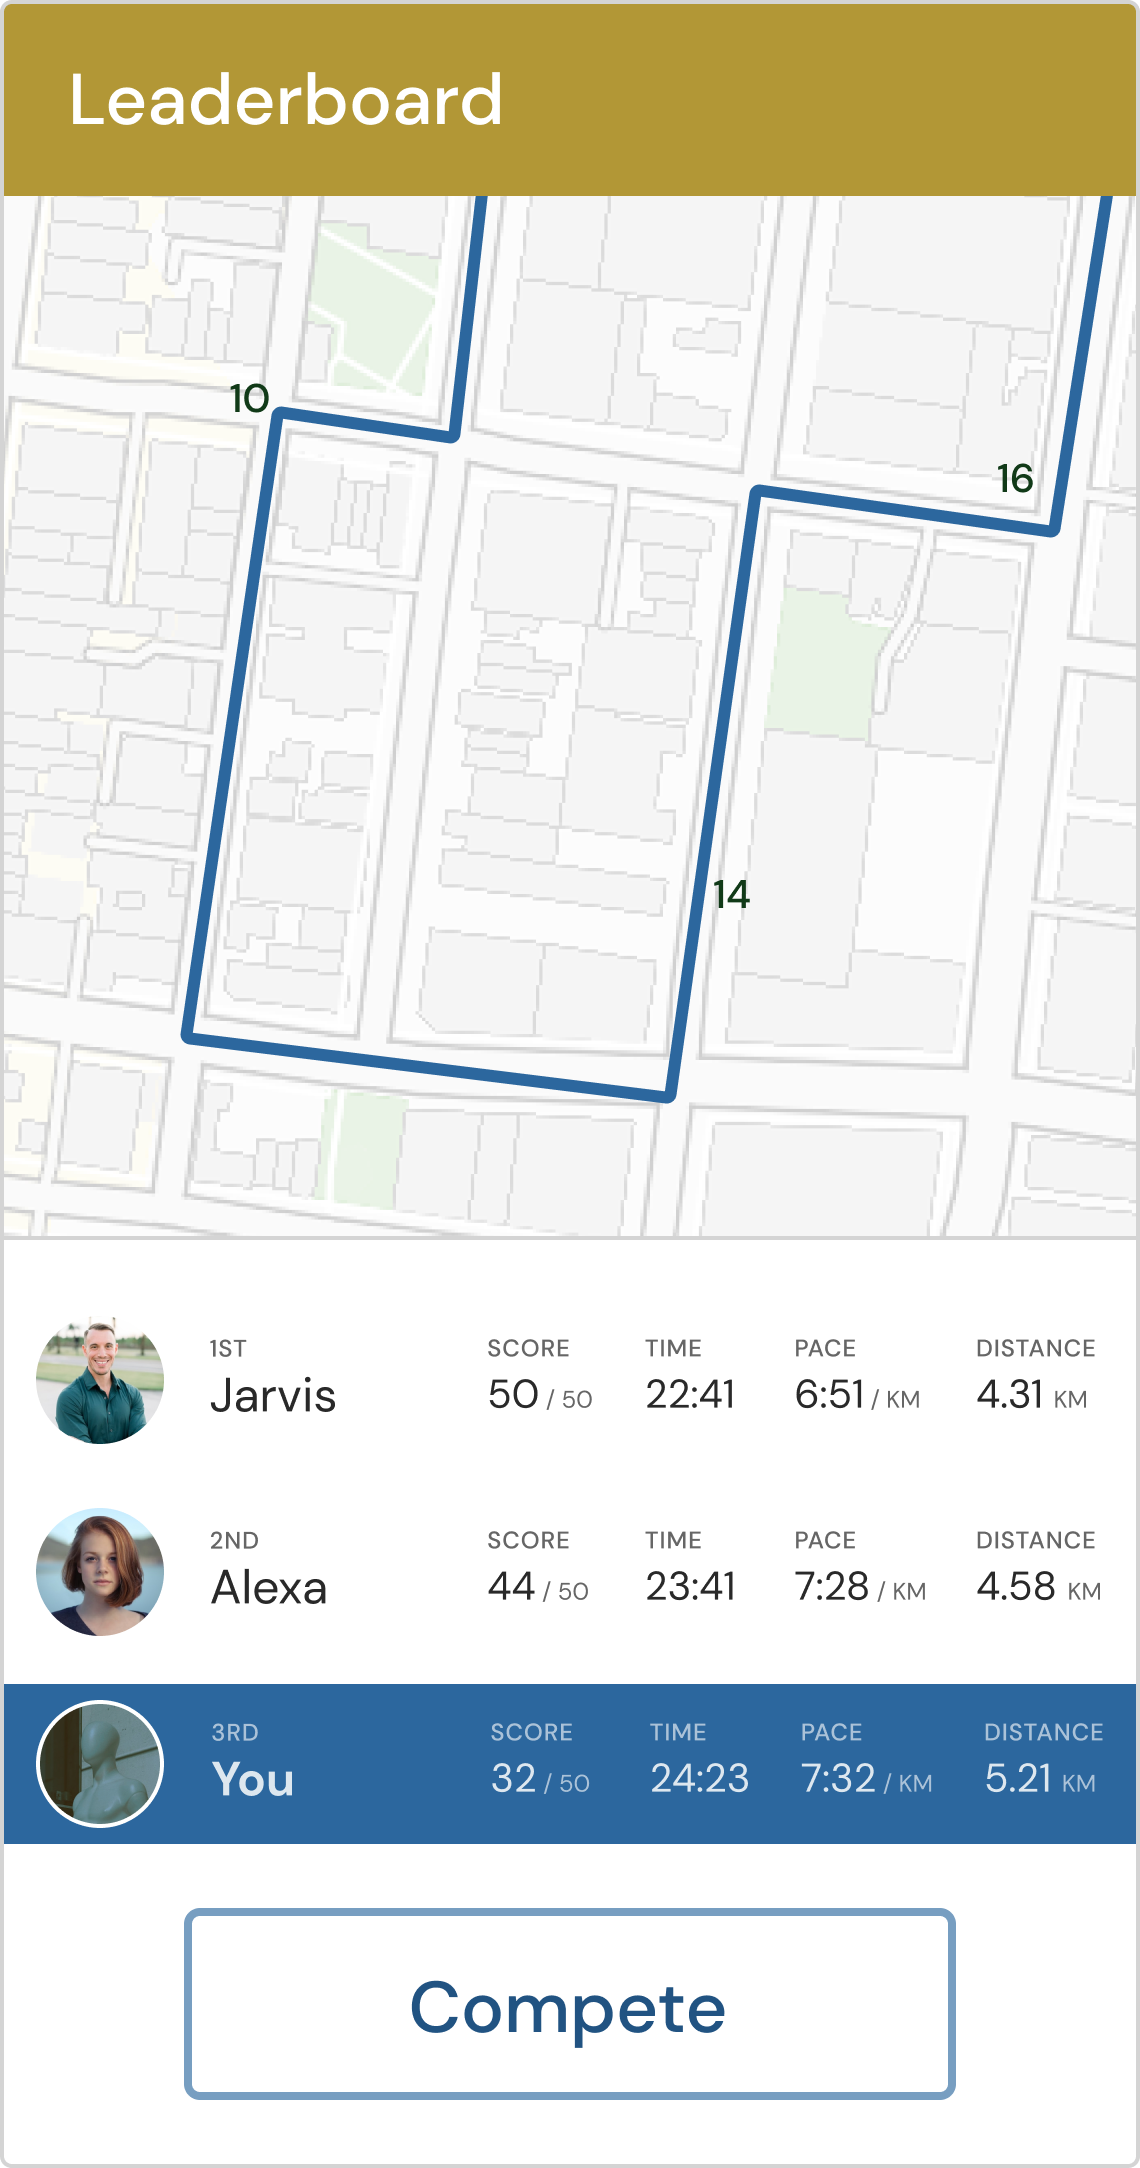 Leaderboard
10
16
14
1ST SCORE TIME PACE DISTANCE
Jarvis 50 / 50 22:41 6:51 / KM 4.31 KM
2ND SCORE TIME PACE DISTANCE
Alexa 44 / 50 23:41 7:28 / KM 4.58 KM
3RD SCORE TIME PACE DISTANCE
You 32 / 50 24:23 7:32 / KM 5.21 KM
Compete